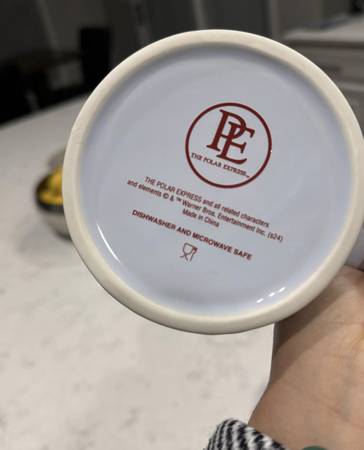 PE
THE POLAR EXPRESS™
THE POLAR EXPRESS and all related characters
and elements © & ™ Warner Bros. Entertainment Inc. (s24)
Made in China
DISHWASHER AND MICROWAVE SAFE